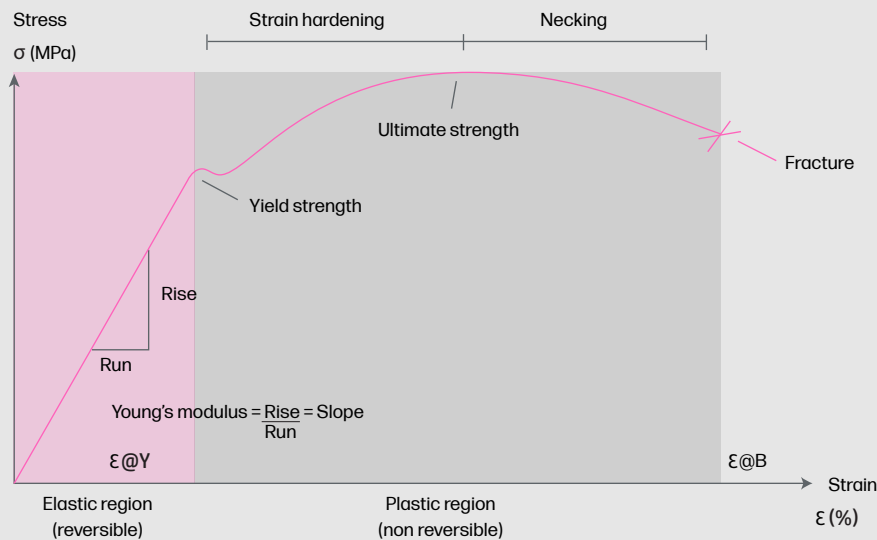 Stress
σ (MPa)
Strain hardening
Necking
Ultimate strength
Fracture
Yield strength
Rise
Run
Young's modulus = Rise = Slope
Run
Ɛ@Y
Ɛ@B
Strain
Ɛ (%)
Elastic region
(reversible)
Plastic region
(non reversible)